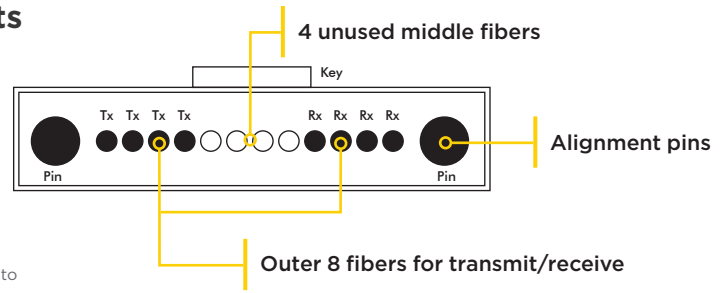 ts
4 unused middle fibers
Key
Tx Tx Tx Tx
Rx Rx Rx Rx
Pin
Pin
Alignment pins
Outer 8 fibers for transmit/receive
to